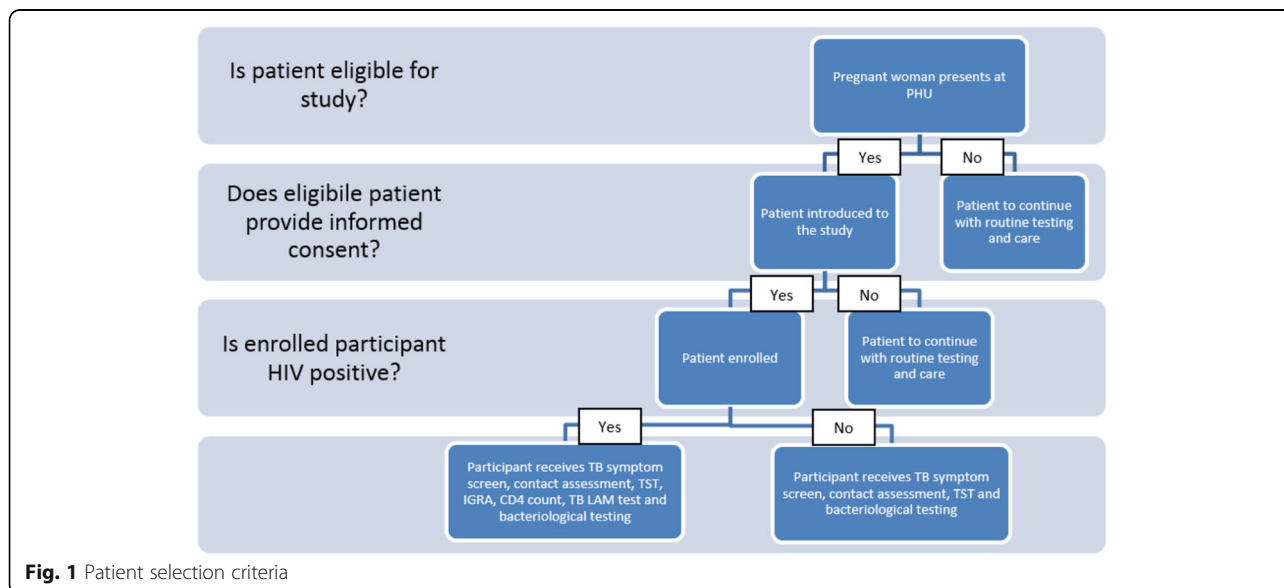 Is patient eligible for
study?
Pregnant woman presents at
PHU
Yes
No
Does eligibile patient
provide informed
consent?
Patient introduced to
the study
Patient to continue
with routine testing
and care
Yes
No
Is enrolled participant
HIV positive?
Patient enrolled
Patient to continue
with routine testing
and care
Yes
No
Participant receives TB symptom
screen, contact assessment, TST,
IGRA, CD4 count, TB LAM test and
bacteriological testing
Participant receives TB symptom
screen, contact assessment, TST and
bacteriological testing
Fig. 1 Patient selection criteria